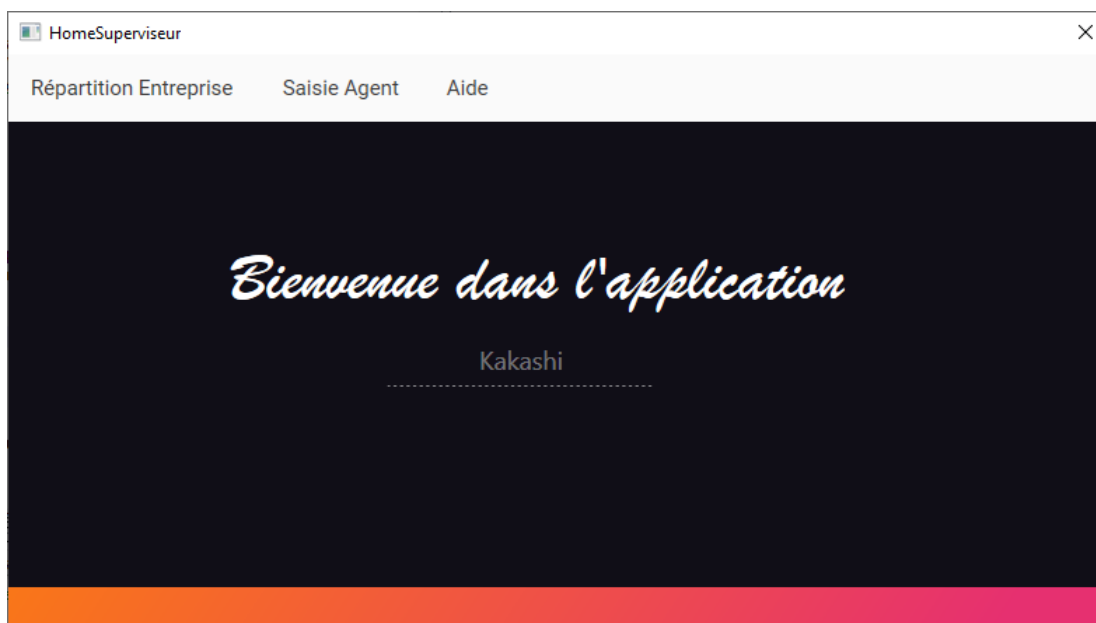 HomeSuperviseur
Répartition Entreprise Saisie Agent Aide
Bienvenue dans l'application
Kakashi